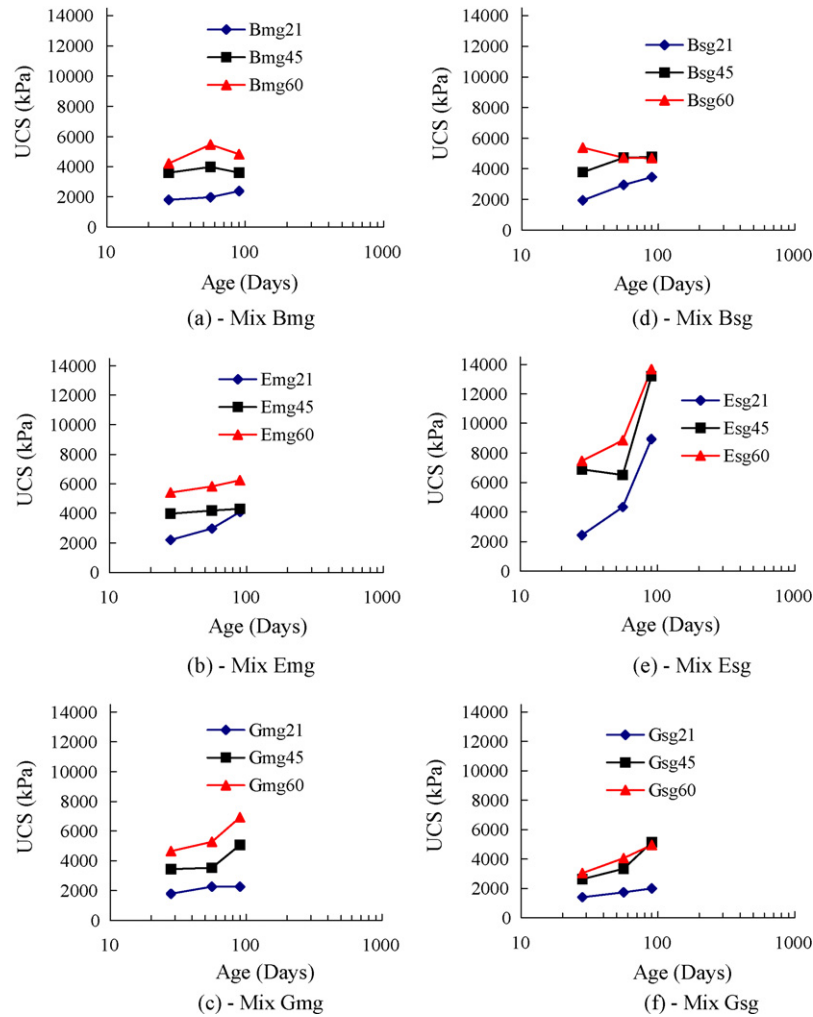 14000
12000
10000
8000
6000
4000
2000
0
UCS (kPa)
Bmg21
Bmg45
Bmg60
10 100 1000
Age (Days)
(a) - Mix Bmg
14000
12000
10000
8000
6000
4000
2000
0
UCS (kPa)
Bsg21
Bsg45
Bsg60
10 100 1000
Age (Days)
(d) - Mix Bsg
14000
12000
10000
8000
6000
4000
2000
0
UCS (kPa)
Emg21
Emg45
Emg60
10 100 1000
Age (Days)
(b) - Mix Emg
14000
12000
10000
8000
6000
4000
2000
0
UCS (kPa)
Esg21
Esg45
Esg60
10 100 1000
Age (Days)
(e) - Mix Esg
14000
12000
10000
8000
6000
4000
2000
0
UCS (kPa)
Gmg21
Gmg45
Gmg60
10 100 1000
Age (Days)
(c) - Mix Gmg
14000
12000
10000
8000
6000
4000
2000
0
UCS (kPa)
Gsg21
Gsg45
Gsg60
10 100 1000
Age (Days)
(f) - Mix Gsg